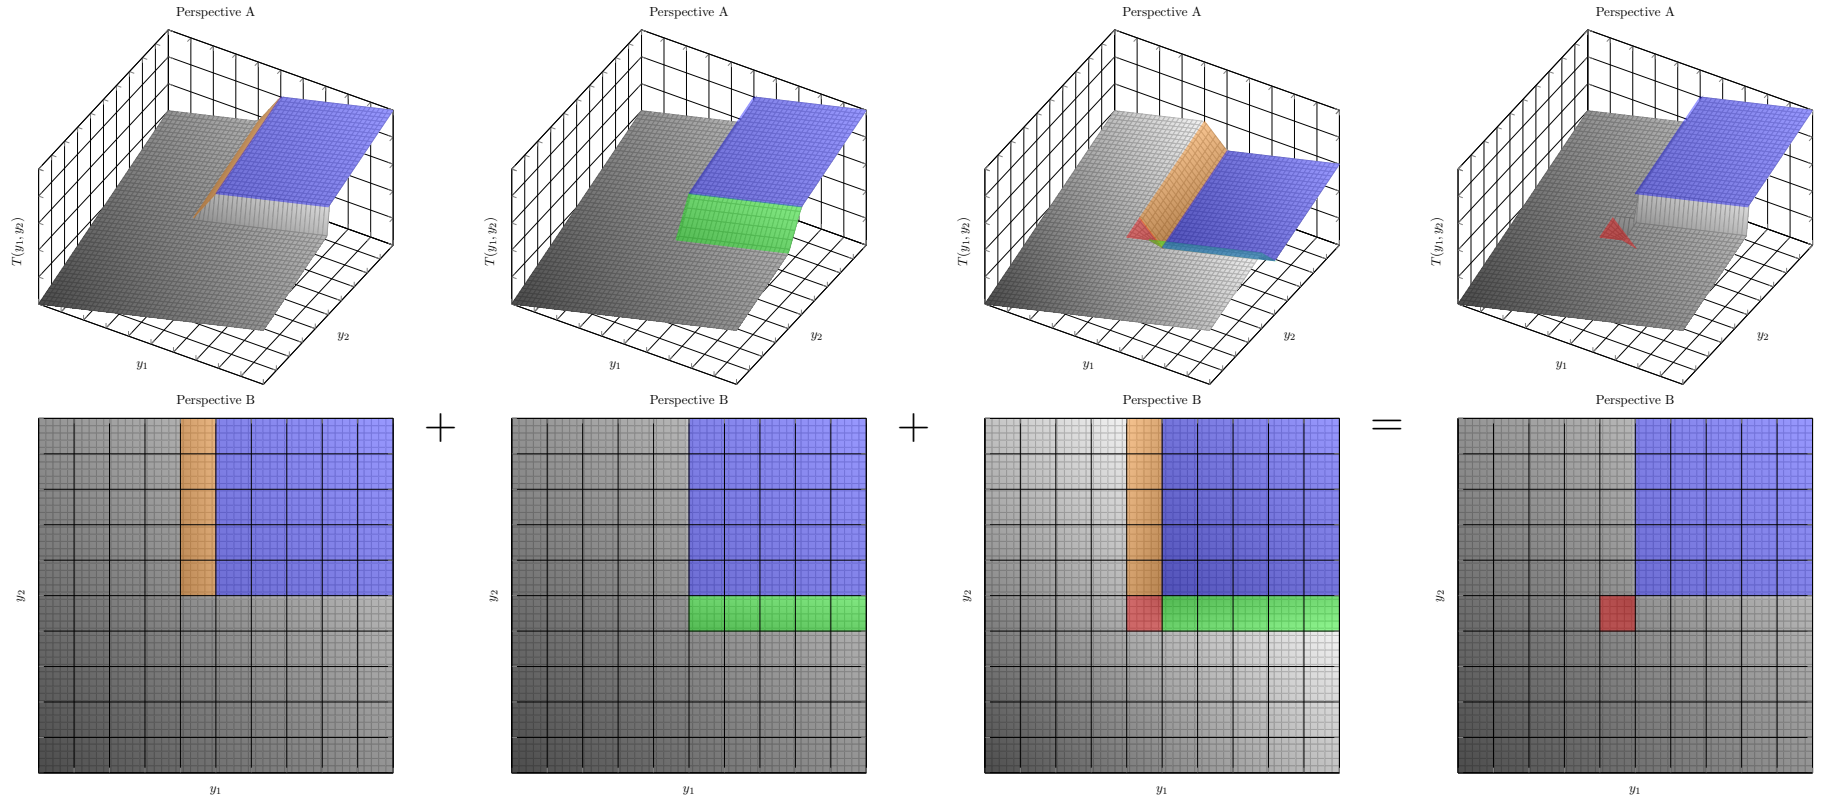 Perspective A
Perspective A
Perspective A
Perspective A
T(y₁, y₂)
y₁
y₂
T(y₁, y₂)
y₁
y₂
T(y₁, y₂)
y₁
y₂
T(y₁, y₂)
y₁
y₂
Perspective B
Perspective B
Perspective B
Perspective B
+
+
=
y₂
y₂
y₂
y₂
y₁
y₁
y₁
y₁